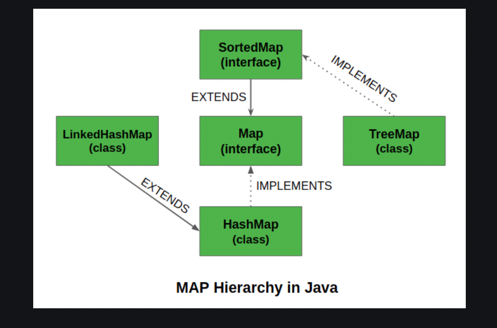 SortedMap
(interface)
IMPLEMENTS
EXTENDS
LinkedHashMap
(class)
Map
(interface)
TreeMap
(class)
EXTENDS
IMPLEMENTS
HashMap
(class)
MAP Hierarchy in Java